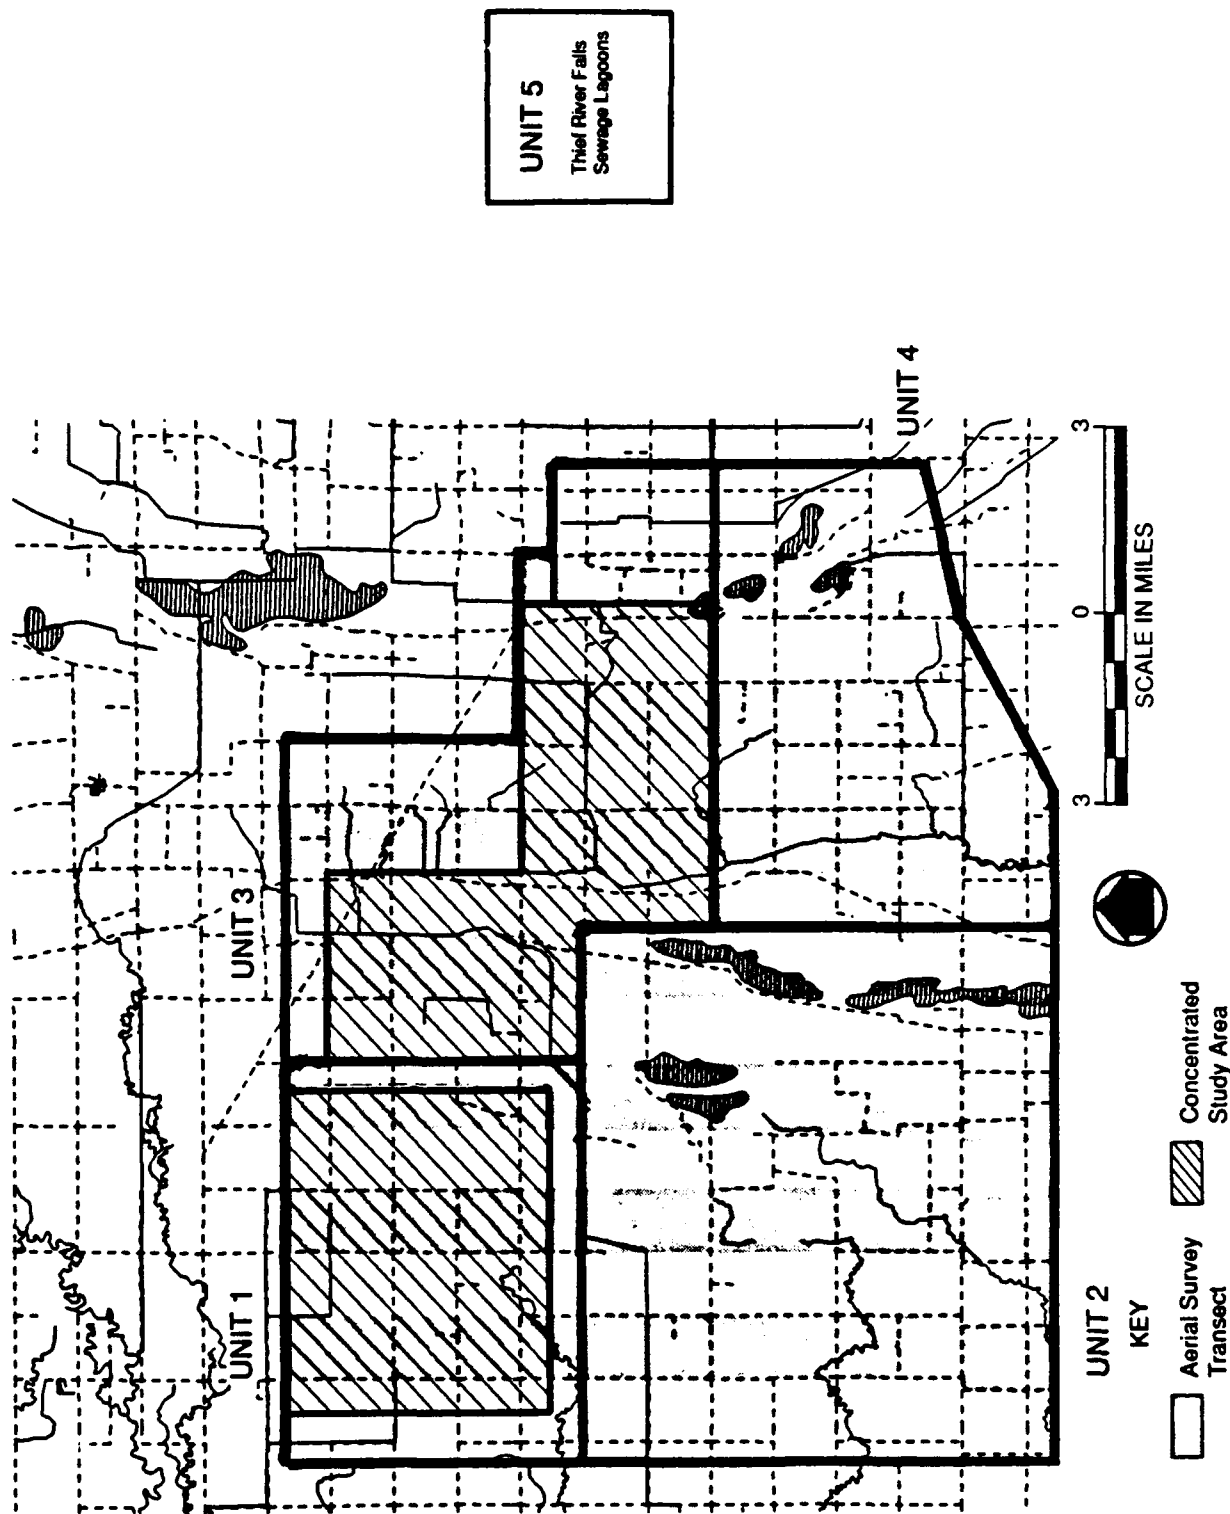 UNIT 5
Thief River Falls
Sewage Lagoons
UNIT 1
UNIT 3
UNIT 4
UNIT 2
KEY
Aerial Survey
Transect
Concentrated
Study Area
3 0 3
SCALE IN MILES